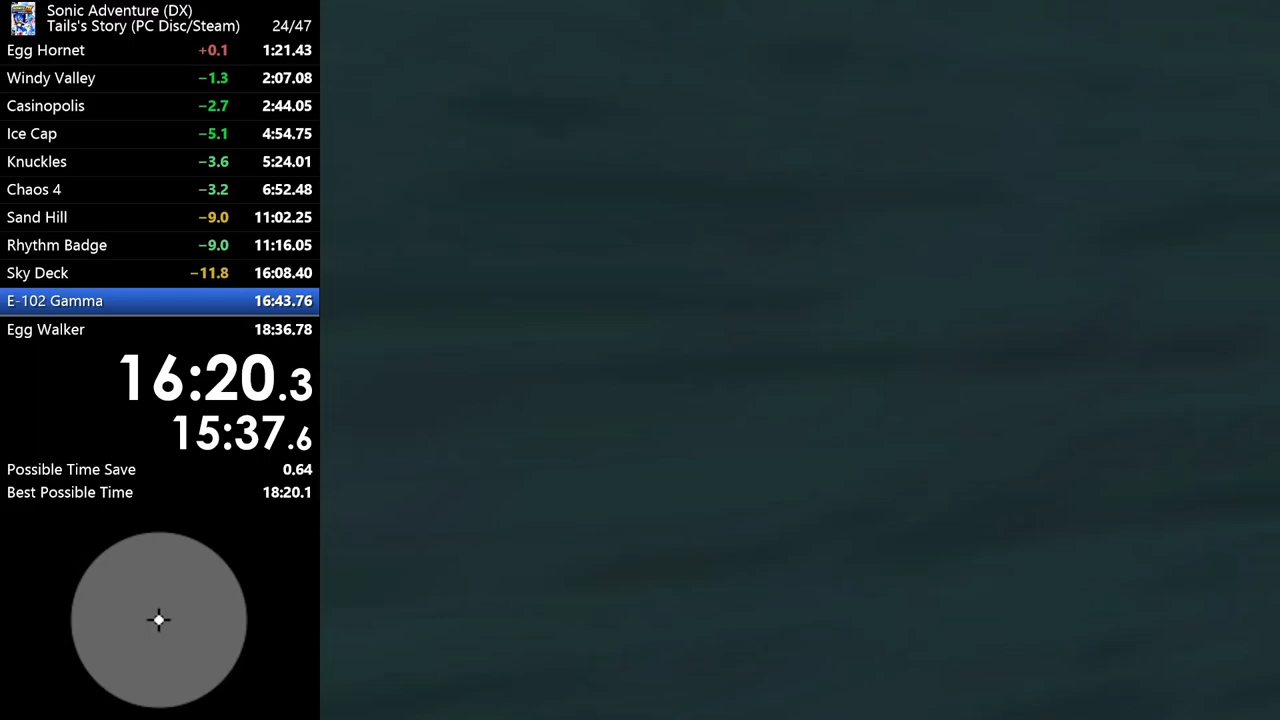 Sonic Adventure (DX)
Tails's Story (PC Disc/Steam) 24/47
Egg Hornet +0.1 1:21.43
Windy Valley −1.3 2:07.08
Casinopolis −2.7 2:44.05
Ice Cap −5.1 4:54.75
Knuckles −3.6 5:24.01
Chaos 4 −3.2 6:52.48
Sand Hill −9.0 11:02.25
Rhythm Badge −9.0 11:16.05
Sky Deck −11.8 16:08.40
E-102 Gamma 16:43.76
Egg Walker 18:36.78
16:20.3
15:37.6
Possible Time Save 0.64
Best Possible Time 18:20.1